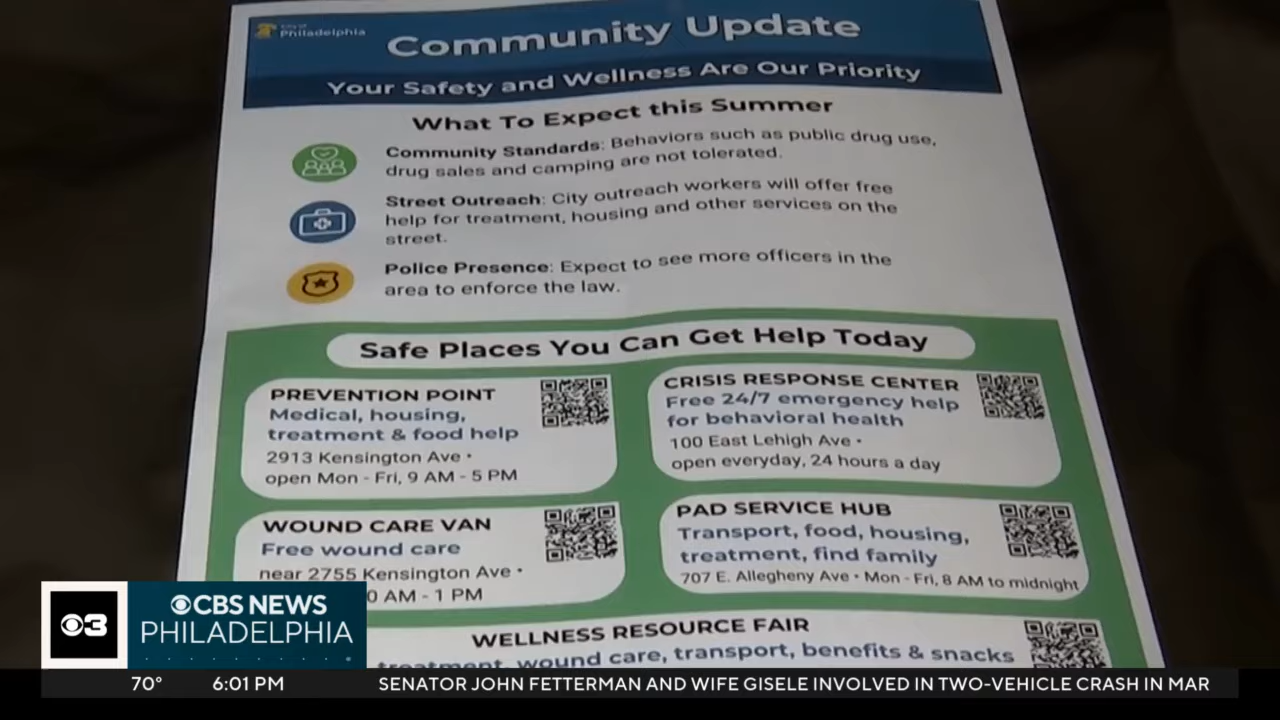 City of
Philadelphia
Community Update
Your Safety and Wellness Are Our Priority
What To Expect this Summer
Community Standards: Behaviors such as public drug use,
drug sales and camping are not tolerated.
Street Outreach: City outreach workers will offer free
help for treatment, housing and other services on the
street.
Police Presence: Expect to see more officers in the
area to enforce the law.
Safe Places You Can Get Help Today
PREVENTION POINT
Medical, housing,
treatment & food help
2913 Kensington Ave •
open Mon - Fri, 9 AM - 5 PM
CRISIS RESPONSE CENTER
Free 24/7 emergency help
for behavioral health
100 East Lehigh Ave •
open everyday, 24 hours a day
WOUND CARE VAN
Free wound care
near 2755 Kensington Ave •
0 AM - 1 PM
PAD SERVICE HUB
Transport, food, housing,
treatment, find family
707 E. Allegheny Ave • Mon - Fri, 8 AM to midnight
WELLNESS RESOURCE FAIR
treatment, wound care, transport, benefits & snacks
3
CBS NEWS
PHILADELPHIA
70° 6:01 PM SENATOR JOHN FETTERMAN AND WIFE GISELE INVOLVED IN TWO-VEHICLE CRASH IN MAR